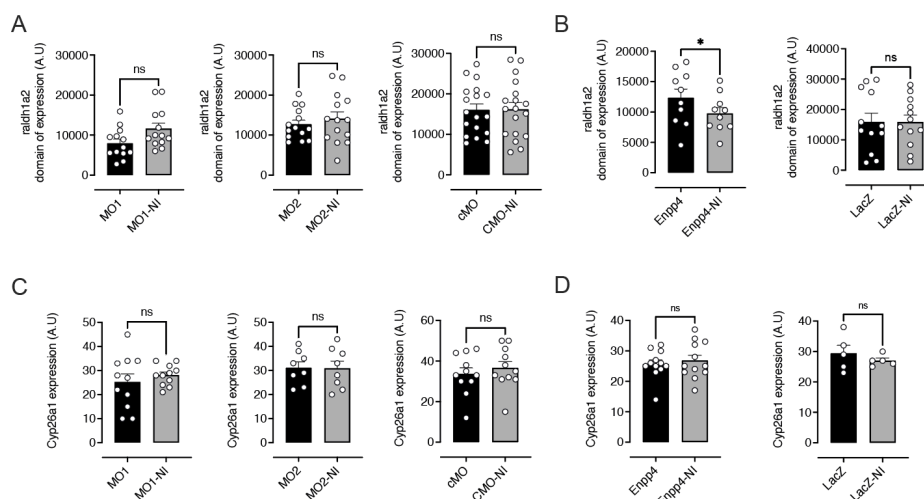 A
raldh1a2
domain of expression (A.U)
30000
20000
10000
0
ns
MO1
MO1-NI
raldh1a2
domain of expression (A.U)
30000
20000
10000
0
ns
MO2
MO2-NI
raldh1a2
domain of expression (A.U)
30000
20000
10000
0
ns
cMO
CMO-NI
B
raldh1a2
domain of expression (A.U)
20000
15000
10000
5000
0
*
Enpp4
Enpp4-NI
raldh1a2
domain of expression (A.U)
40000
30000
20000
10000
0
ns
LacZ
LacZ-NI
C
Cyp26a1 expression (A.U)
50
40
30
20
10
0
ns
MO1
MO1-NI
Cyp26a1 expression (A.U)
50
40
30
20
10
0
ns
MO2
MO2-NI
Cyp26a1 expression (A.U)
60
40
20
0
ns
cMO
CMO-NI
D
Cyp26a1 expression (A.U)
40
30
20
10
0
ns
Enpp4
Enpp4-NI
Cyp26a1 expression (A.U)
50
40
30
20
10
0
ns
LacZ
LacZ-NI